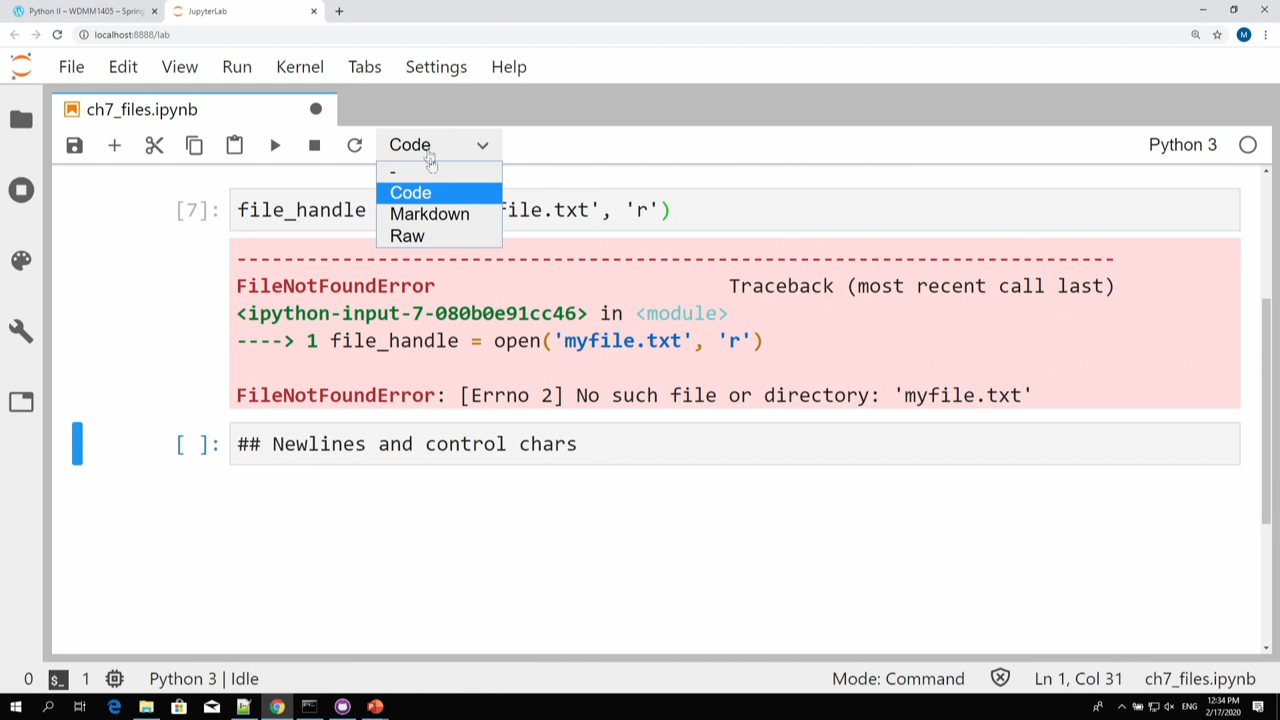 Python II – WDMM1405 – Spring
JupyterLab
localhost:8888/lab
M
File Edit View Run Kernel Tabs Settings Help
ch7_files.ipynb
Code
Python 3
-
Code
Markdown
Raw
[7]: file_handle file.txt', 'r')
---------------------------------------------------------------------------
FileNotFoundError Traceback (most recent call last)
<ipython-input-7-080b0e91cc46> in <module>
----> 1 file_handle = open('myfile.txt', 'r')
FileNotFoundError: [Errno 2] No such file or directory: 'myfile.txt'
[ ]: ## Newlines and control chars
0 $_ 1 Python 3 | Idle Mode: Command Ln 1, Col 31 ch7_files.ipynb
ENG
12:34 PM
2/17/2020